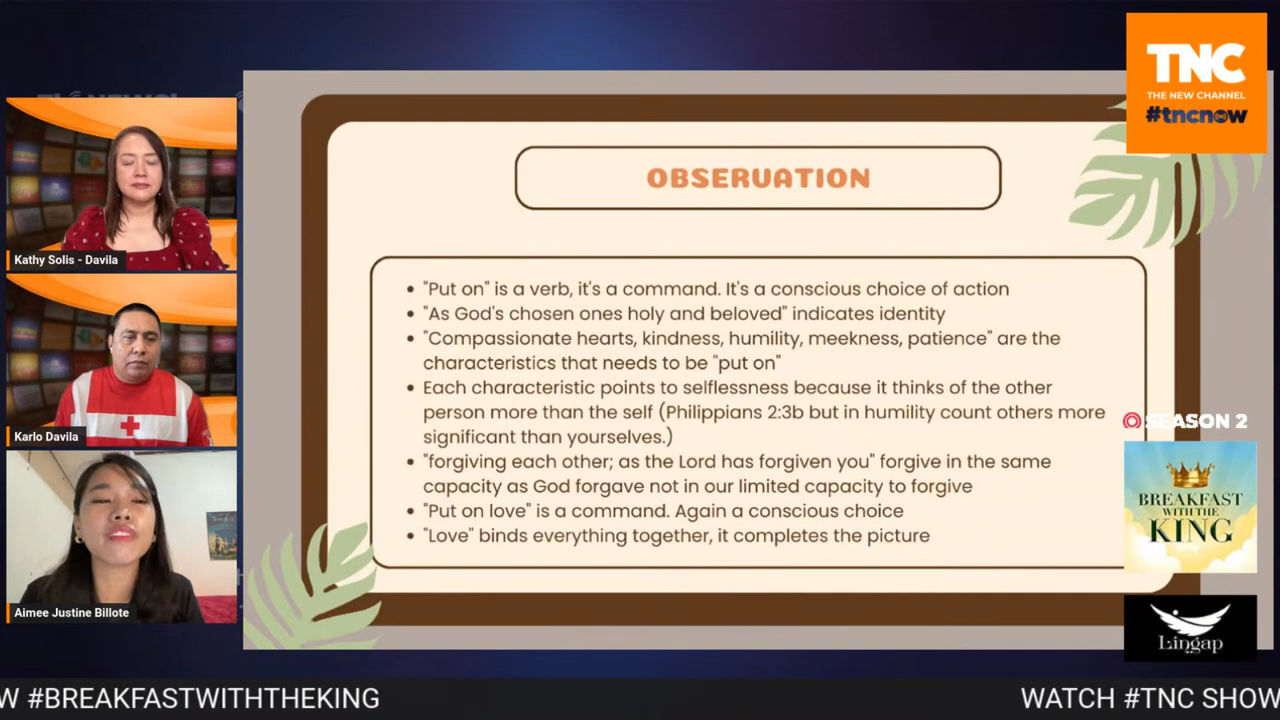 TNC
THE NEW CHANNEL
#tncnow
OBSERVATION
• "Put on" is a verb, it's a command. It's a conscious choice of action
• "As God's chosen ones holy and beloved" indicates identity
• "Compassionate hearts, kindness, humility, meekness, patience" are the
characteristics that needs to be "put on"
• Each characteristic points to selflessness because it thinks of the other
person more than the self (Philippians 2:3b but in humility count others more
significant than yourselves.)
• "forgiving each other; as the Lord has forgiven you" forgive in the same
capacity as God forgave not in our limited capacity to forgive
• "Put on love" is a command. Again a conscious choice
• "Love" binds everything together, it completes the picture
Kathy Solis - Davila
Karlo Davila
Aimee Justine Billote
SEASON 2
BREAKFAST
WITH THE
KING
Lingap
W #BREAKFASTWITHTHEKING
WATCH #TNC SHOW